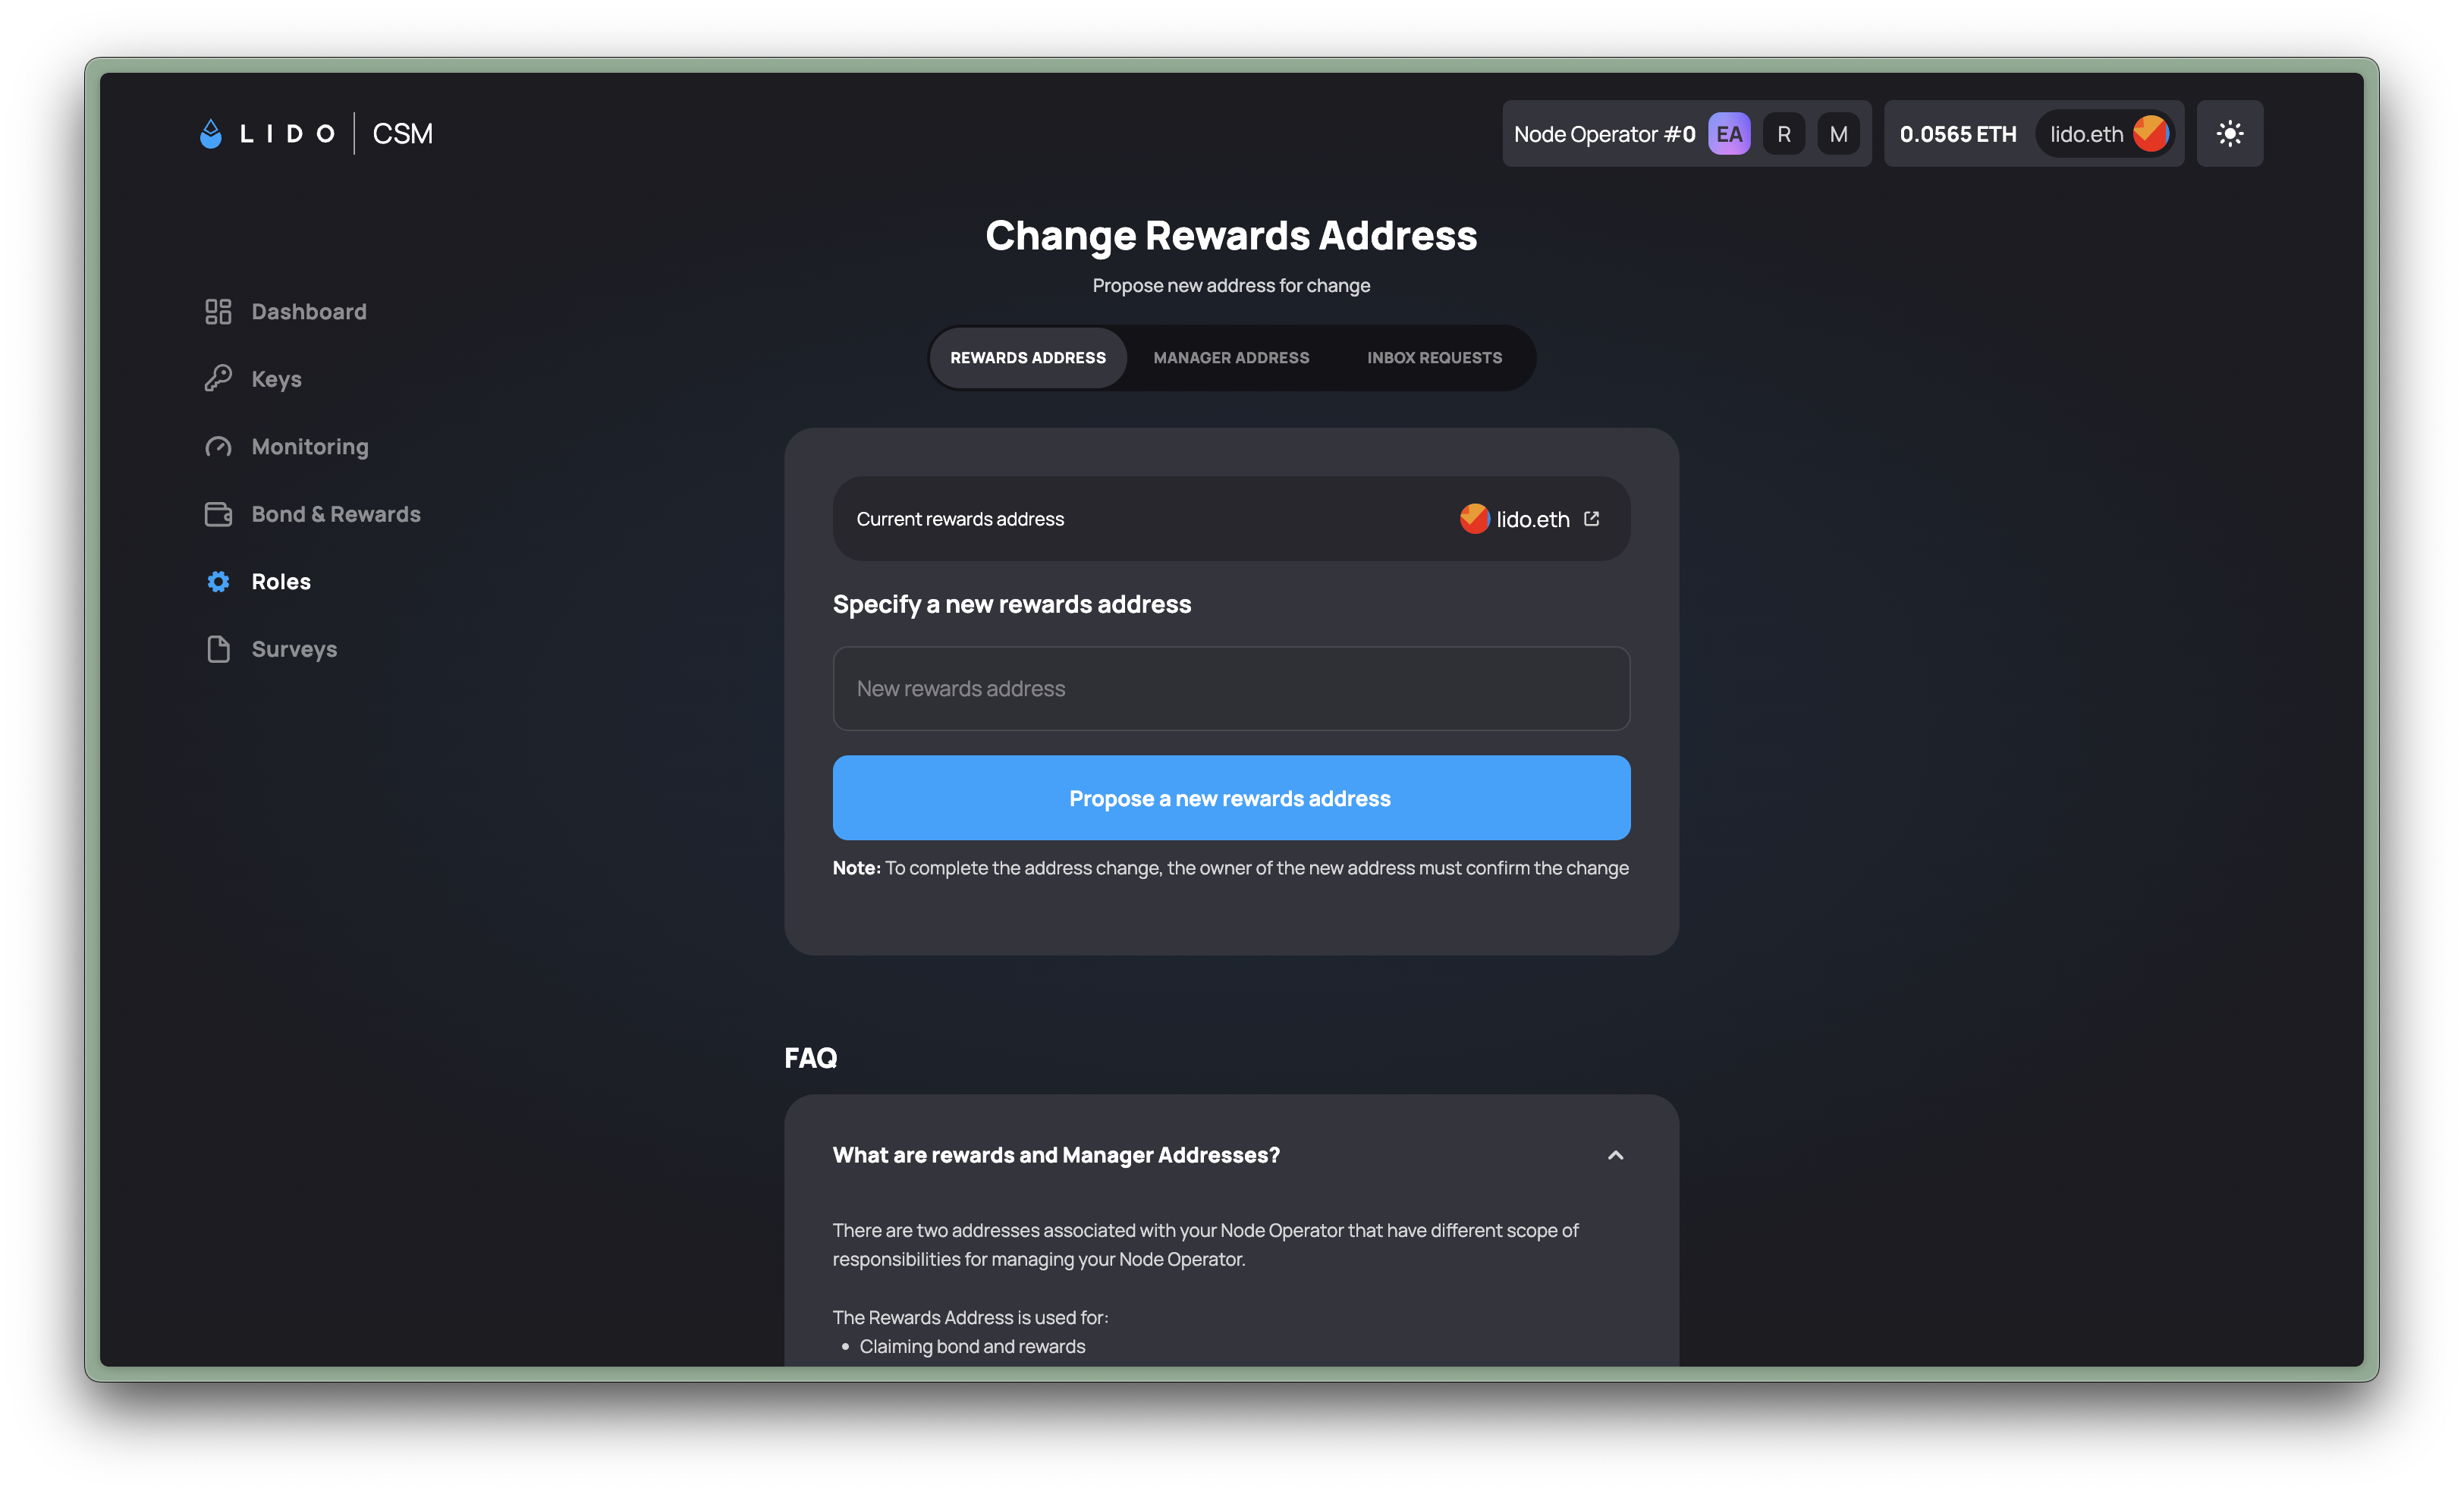 LIDO | CSM
Node Operator #0 EA R M
0.0565 ETH lido.eth
Change Rewards Address
Propose new address for change
REWARDS ADDRESS MANAGER ADDRESS INBOX REQUESTS
Dashboard
Keys
Monitoring
Bond & Rewards
Roles
Surveys
Current rewards address lido.eth
Specify a new rewards address
New rewards address
Propose a new rewards address
Note: To complete the address change, the owner of the new address must confirm the change
FAQ
What are rewards and Manager Addresses?
There are two addresses associated with your Node Operator that have different scope of
responsibilities for managing your Node Operator.
The Rewards Address is used for:
• Claiming bond and rewards